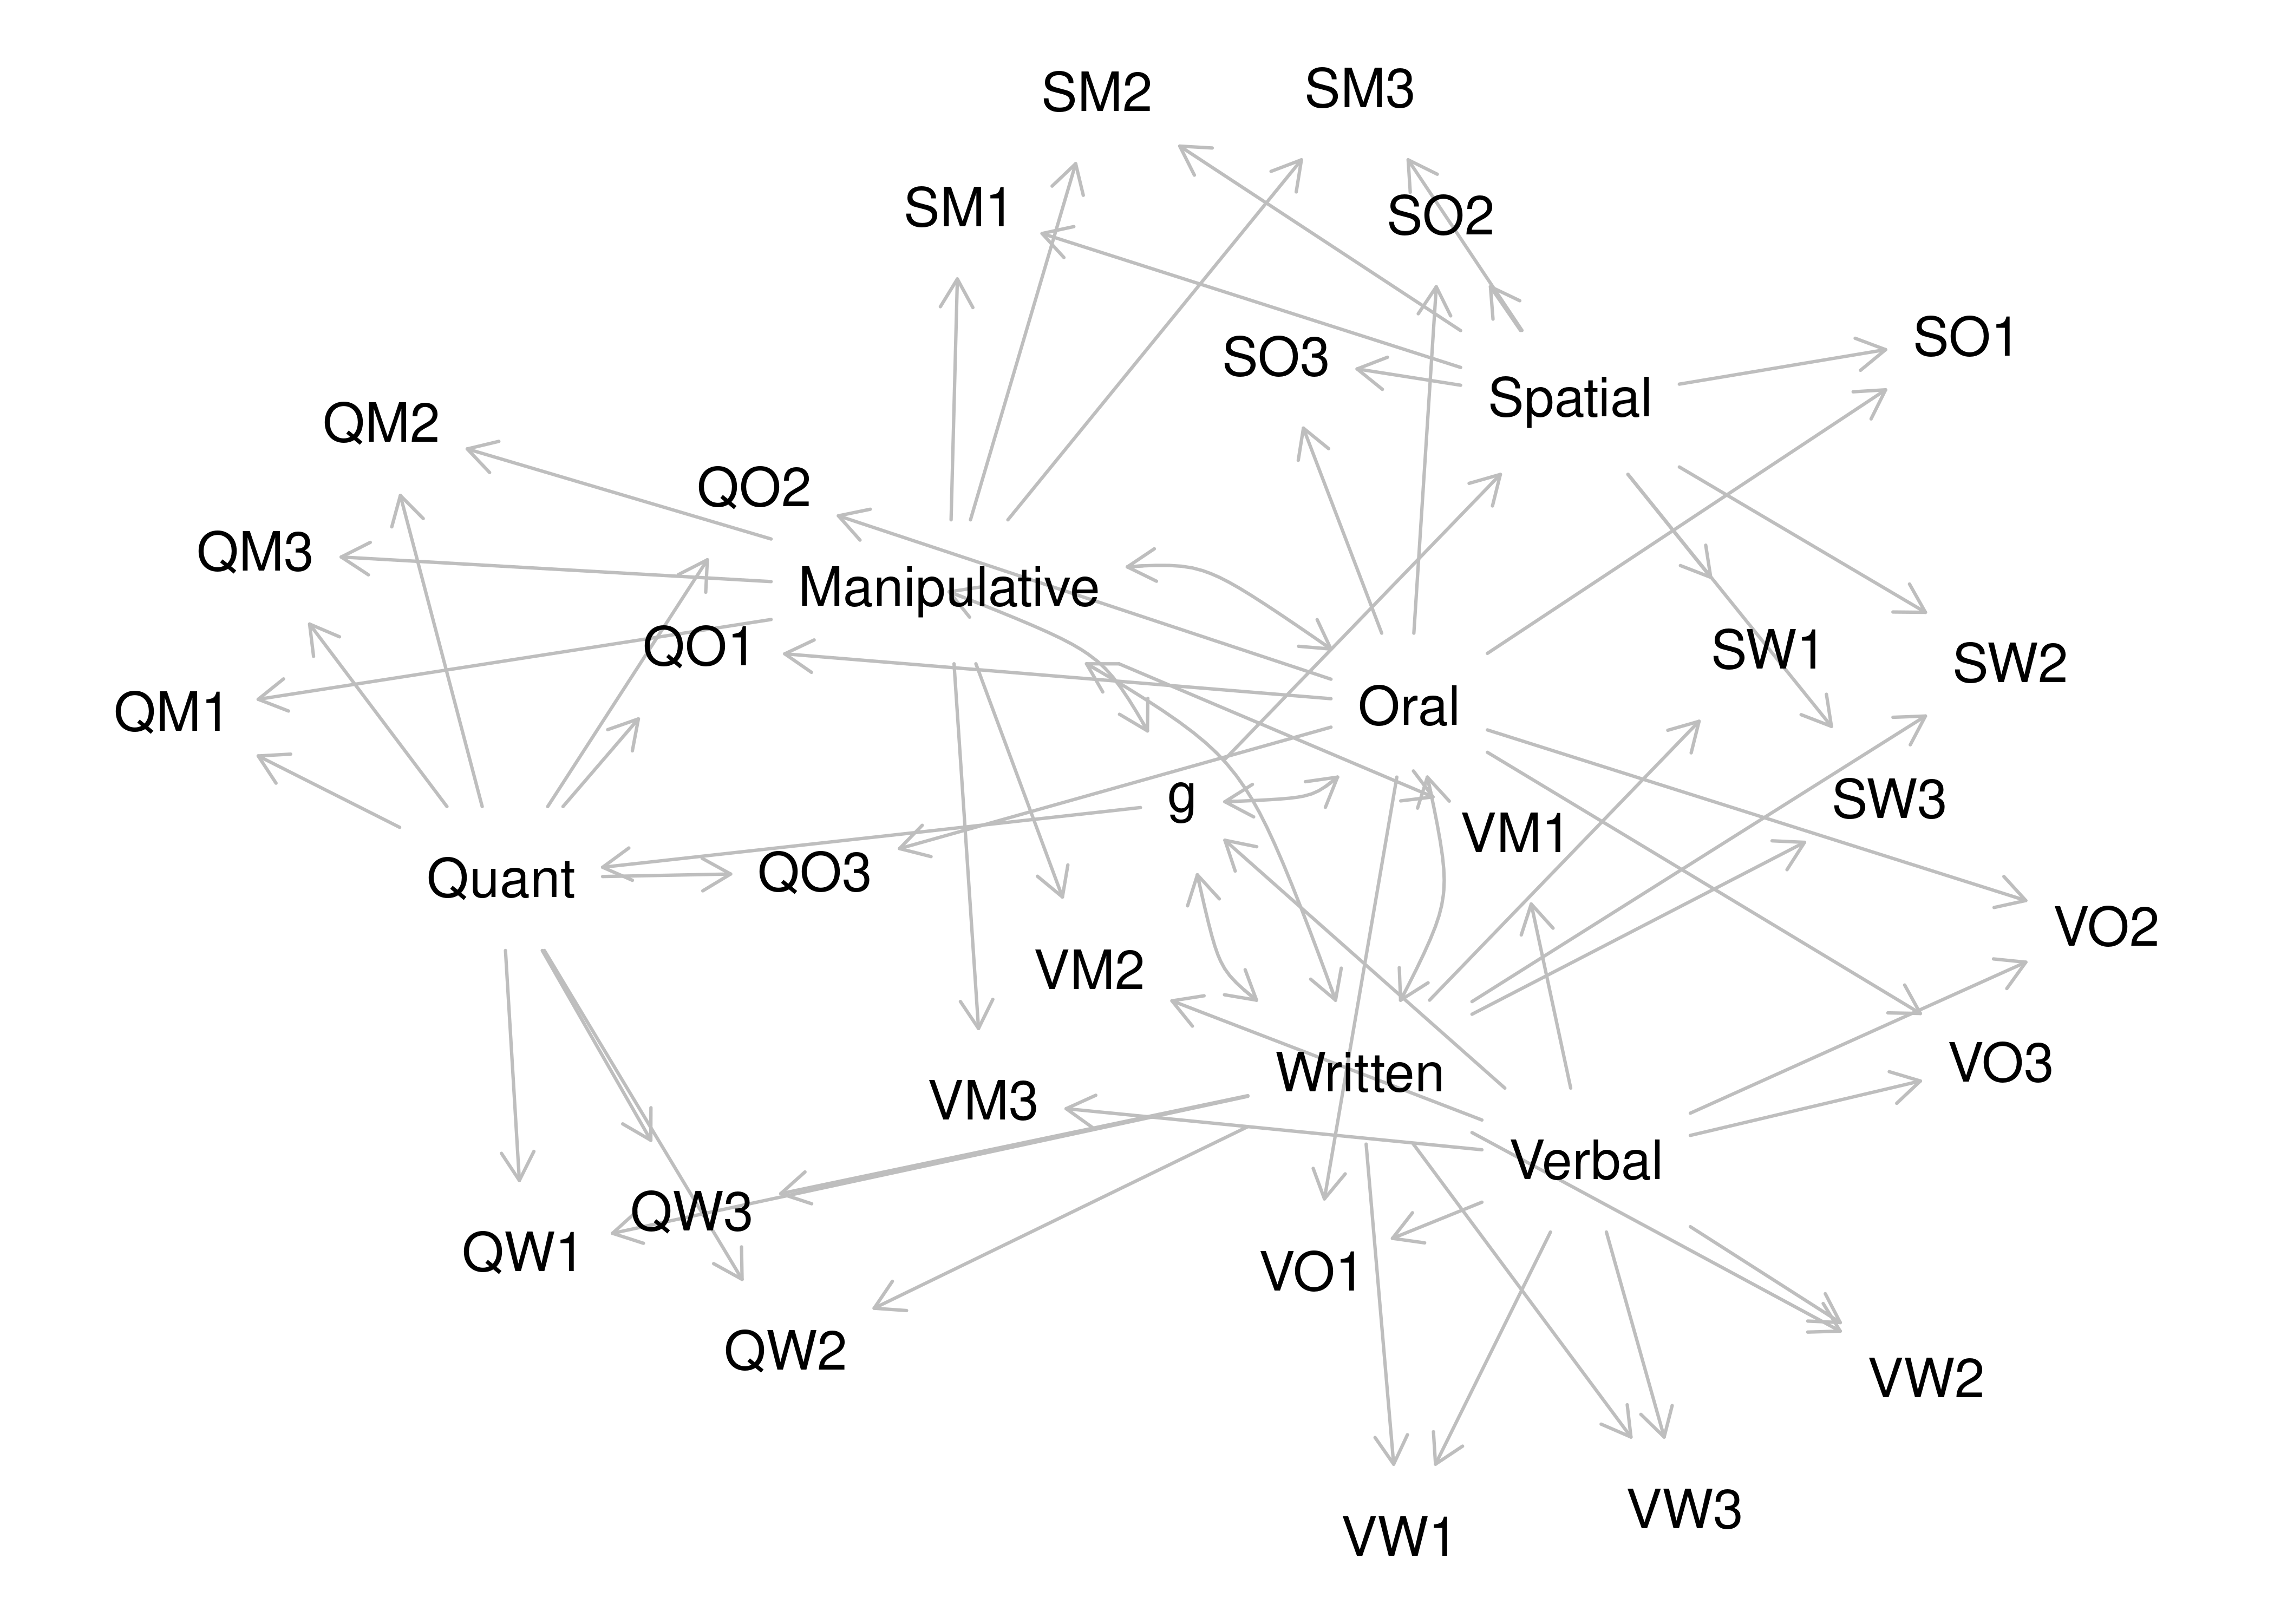 SM2
SM3
SM1
SO2
SO1
SO3
Spatial
QM2
QO2
QM3
Manipulative
QO1
SW1
SW2
QM1
Oral
g
SW3
VM1
Quant
QO3
VO2
VM2
VO3
Written
VM3
Verbal
QW3
QW1
VO1
QW2
VW2
VW3
VW1